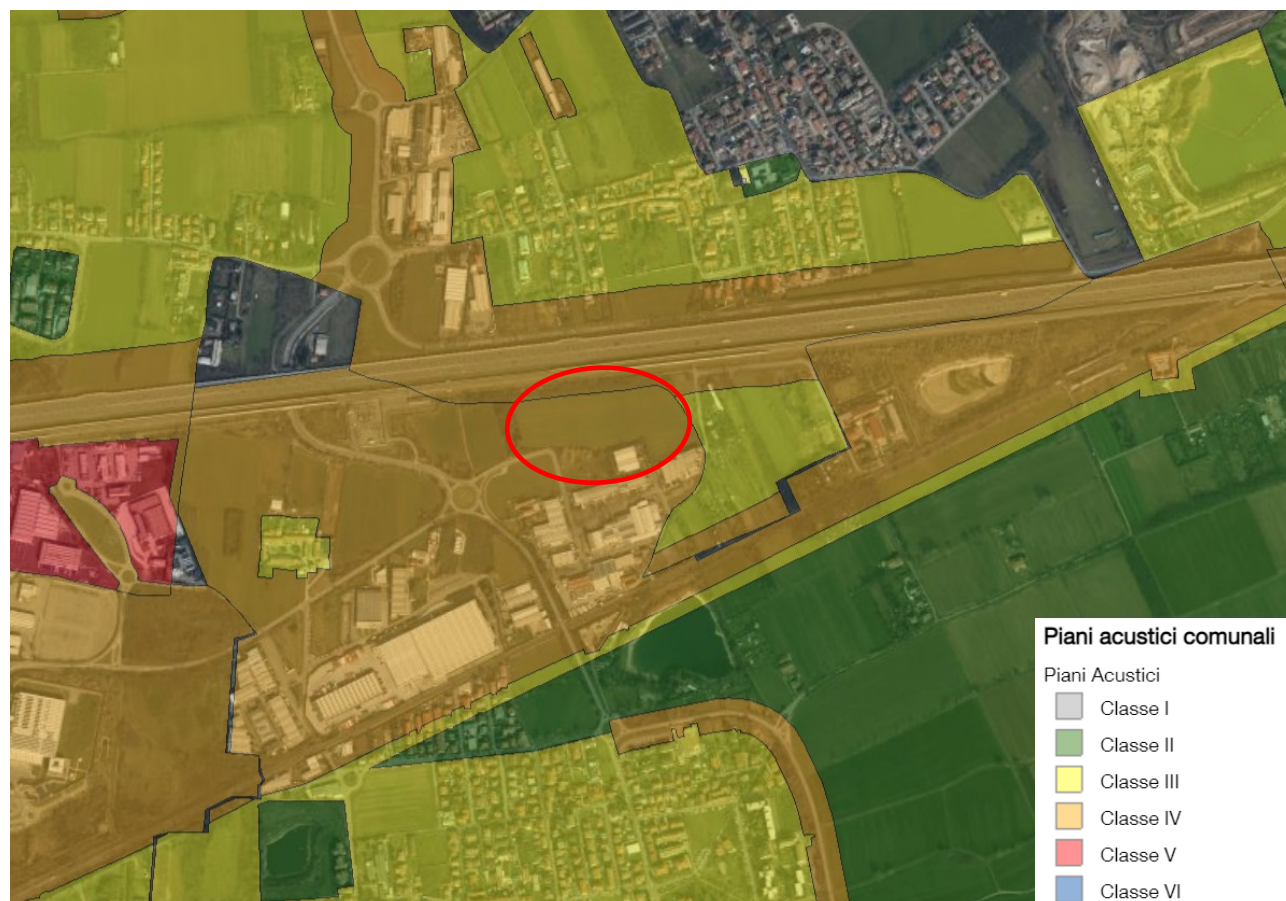 Piani acustici comunali
Piani Acustici
Classe I
Classe II
Classe III
Classe IV
Classe V
Classe VI